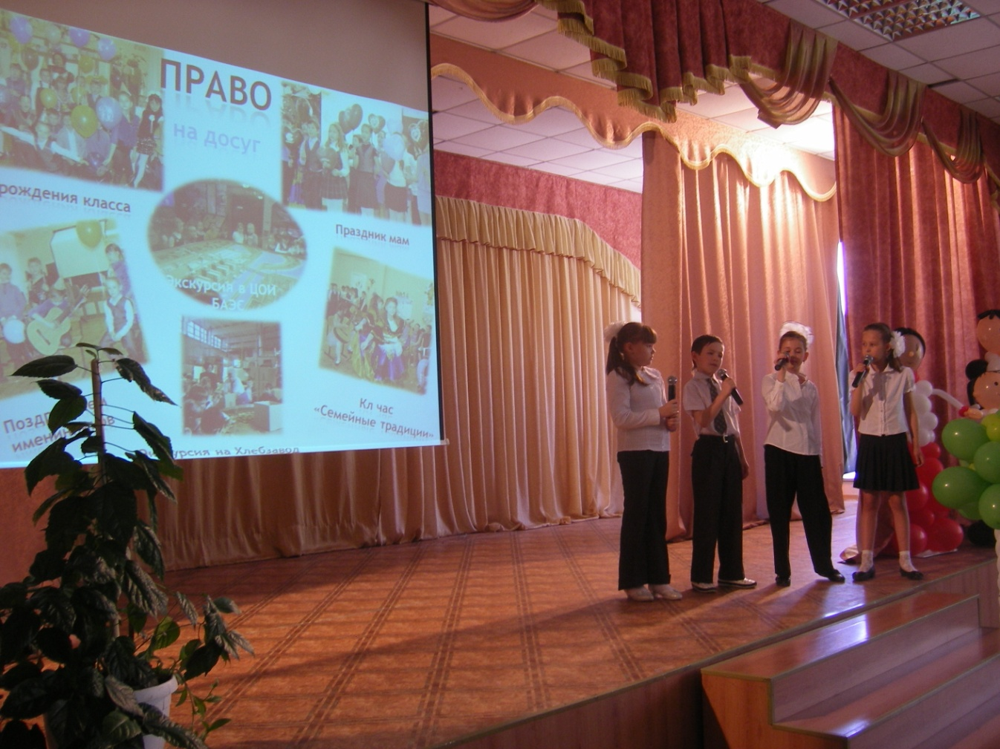 ПРАВО
на досуг
рождения класса
Праздник мам
Экскурсия в ЦОИ
БАЭС
Кл час
«Семейные традиции»
Экскурсия на Хлебзавод